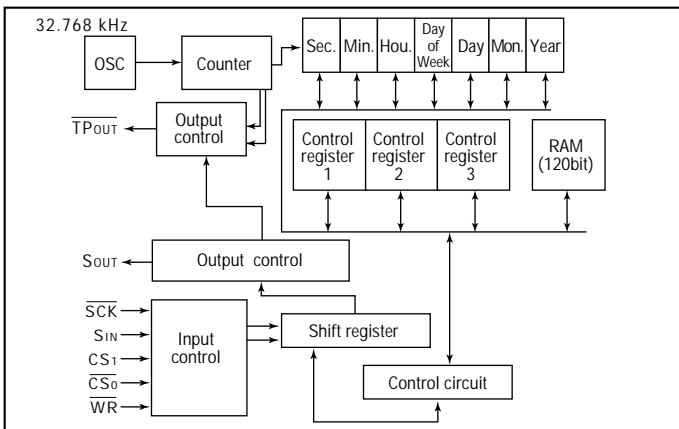 32.768 kHz
OSC
Counter
Sec.
Min.
Hou.
Day
of
Week
Day
Mon.
Year
TPOUT
Output
control
Control
register
1
Control
register
2
Control
register
3
RAM
(120bit)
SOUT
Output control
SCK
SIN
CS1
CS0
WR
Input
control
Shift register
Control circuit